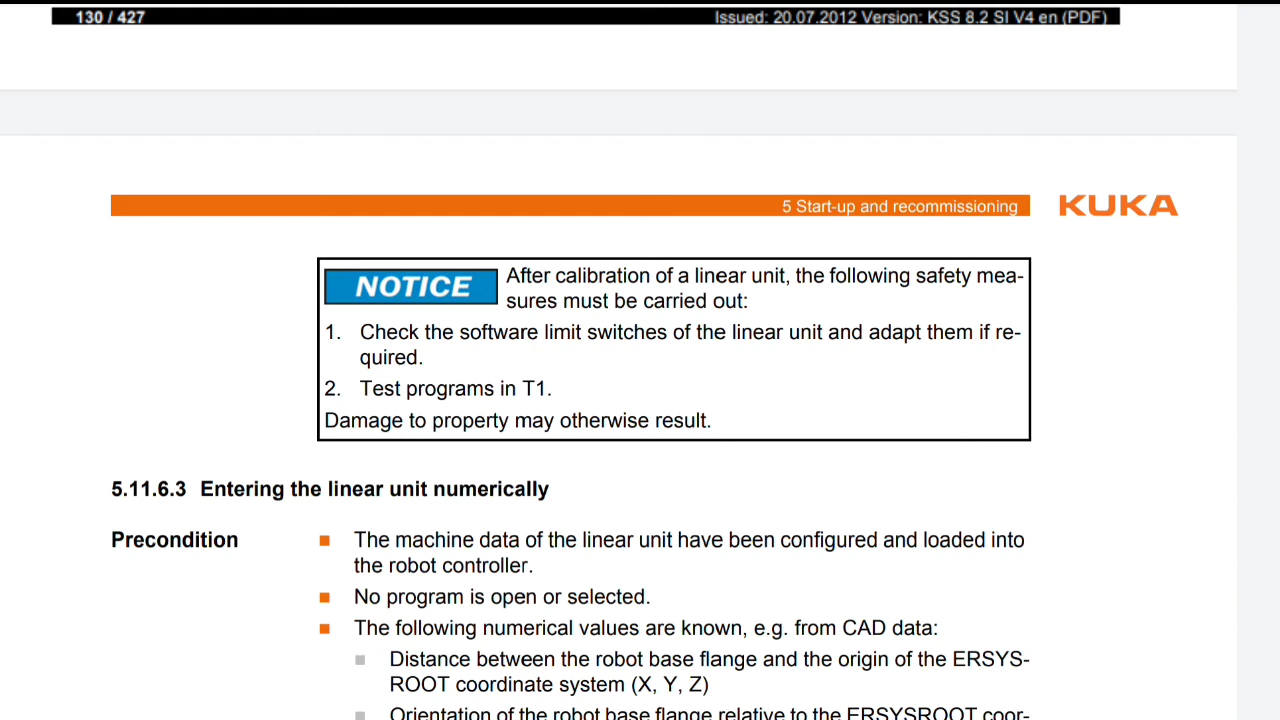 130 / 427
Issued: 20.07.2012 Version: KSS 8.2 SI V4 en (PDF)
5 Start-up and recommissioning
KUKA
NOTICE
After calibration of a linear unit, the following safety mea-
sures must be carried out:
1. Check the software limit switches of the linear unit and adapt them if re-
quired.
2. Test programs in T1.
Damage to property may otherwise result.
5.11.6.3 Entering the linear unit numerically
Precondition
■ The machine data of the linear unit have been configured and loaded into
the robot controller.
■ No program is open or selected.
■ The following numerical values are known, e.g. from CAD data:
■ Distance between the robot base flange and the origin of the ERSYS-
ROOT coordinate system (X, Y, Z)
■ Orientation of the robot base flange relative to the ERSYSROOT coor-